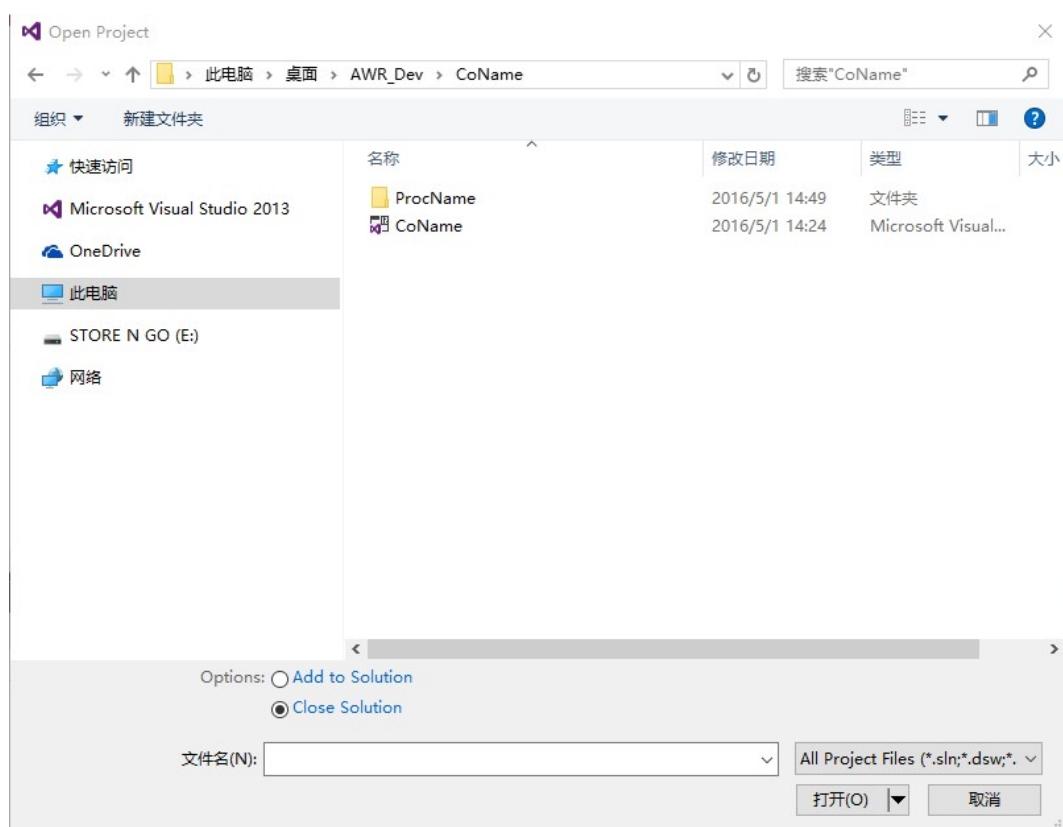 Open Project
此电脑 › 桌面 › AWR_Dev › CoName
搜索"CoName"
组织 新建文件夹
名称 修改日期 类型 大小
快速访问
Microsoft Visual Studio 2013
OneDrive
此电脑
STORE N GO (E:)
网络
ProcName 2016/5/1 14:49 文件夹
CoName 2016/5/1 14:24 Microsoft Visual...
Options: Add to Solution
Close Solution
文件名(N):
All Project Files (*.sln;*.dsw;*.
打开(O) 取消